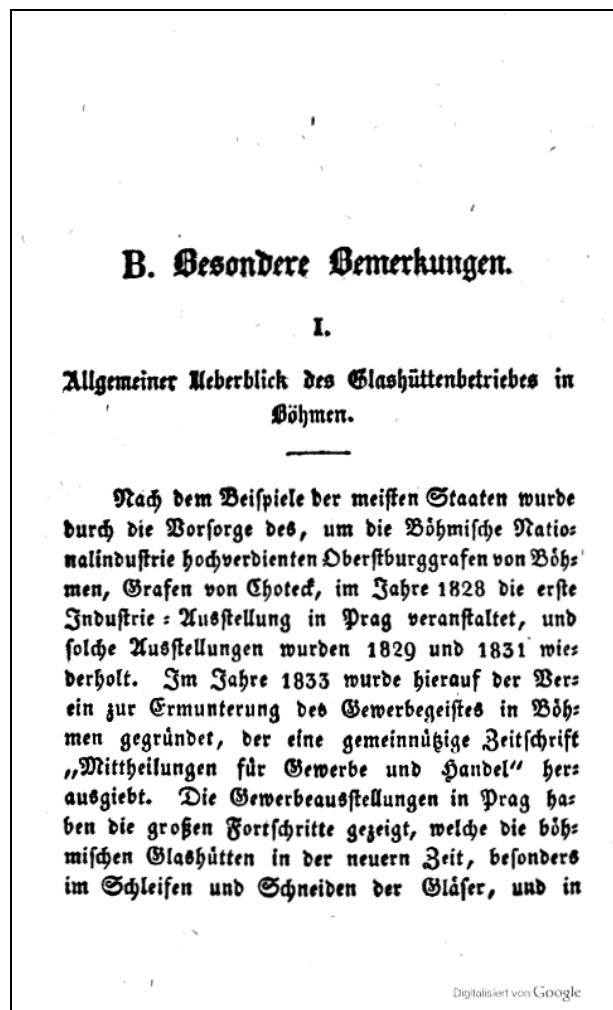 B. Besondere Bemerkungen.
I.
Allgemeiner Ueberblick des Glashüttenbetriebes in
Böhmen.
Nach dem Beispiele der meisten Staaten wurde
durch die Vorsorge des, um die Böhmische Natio-
nalindustrie hochverdienten Oberstburggrafen von Böh-
men, Grafen von Choteck, im Jahre 1828 die erste
Industrie-Ausstellung in Prag veranstaltet, und
solche Ausstellungen wurden 1829 und 1831 wie-
derholt. Im Jahre 1833 wurde hierauf der Ver-
ein zur Ermunterung des Gewerbegeistes in Böh-
men gegründet, der eine gemeinnützige Zeitschrift
„Mittheilungen für Gewerbe und Handel“ her-
ausgiebt. Die Gewerbeausstellungen in Prag ha-
ben die großen Fortschritte gezeigt, welche die böh-
mischen Glashütten in der neuern Zeit, besonders
im Schleifen und Schneiden der Gläser, und in
Digitalisiert von Google